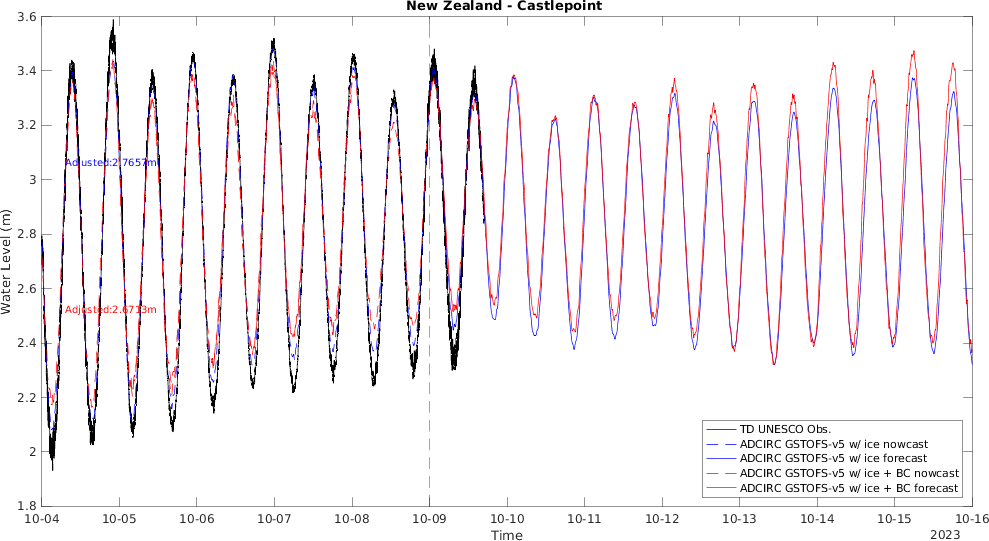 New Zealand - Castlepoint
3.6
3.4
3.2
3
2.8
2.6
2.4
2.2
2
1.8
Water Level (m)
Adjusted:2.7657m
Adjusted:2.6713m
TD UNESCO Obs.
ADCIRC GSTOFS-v5 w/ ice nowcast
ADCIRC GSTOFS-v5 w/ ice forecast
ADCIRC GSTOFS-v5 w/ ice + BC nowcast
ADCIRC GSTOFS-v5 w/ ice + BC forecast
10-04 10-05 10-06 10-07 10-08 10-09 10-10 10-11 10-12 10-13 10-14 10-15 10-16
Time
2023